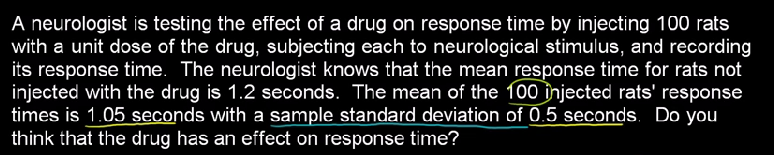 A neurologist is testing the effect of a drug on response time by injecting 100 rats
with a unit dose of the drug, subjecting each to neurological stimulus, and recording
its response time.  The neurologist knows that the mean response time for rats not
injected with the drug is 1.2 seconds.  The mean of the 100 injected rats' response
times is 1.05 seconds with a sample standard deviation of 0.5 seconds.  Do you
think that the drug has an effect on response time?